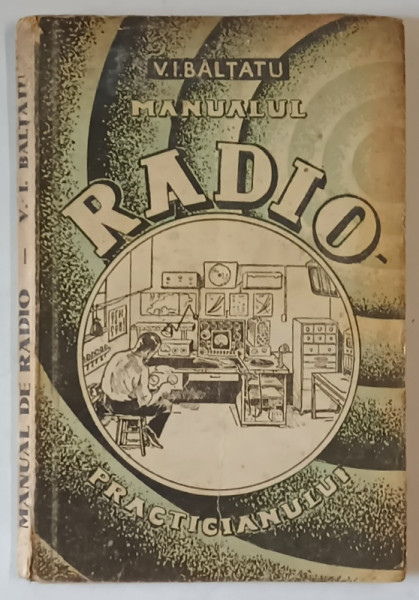 V.I.BALTATU
MANUALUL
RADIO-
PRACTICIANULUI
MANUAL DE RADIO — V. I. BALTATU